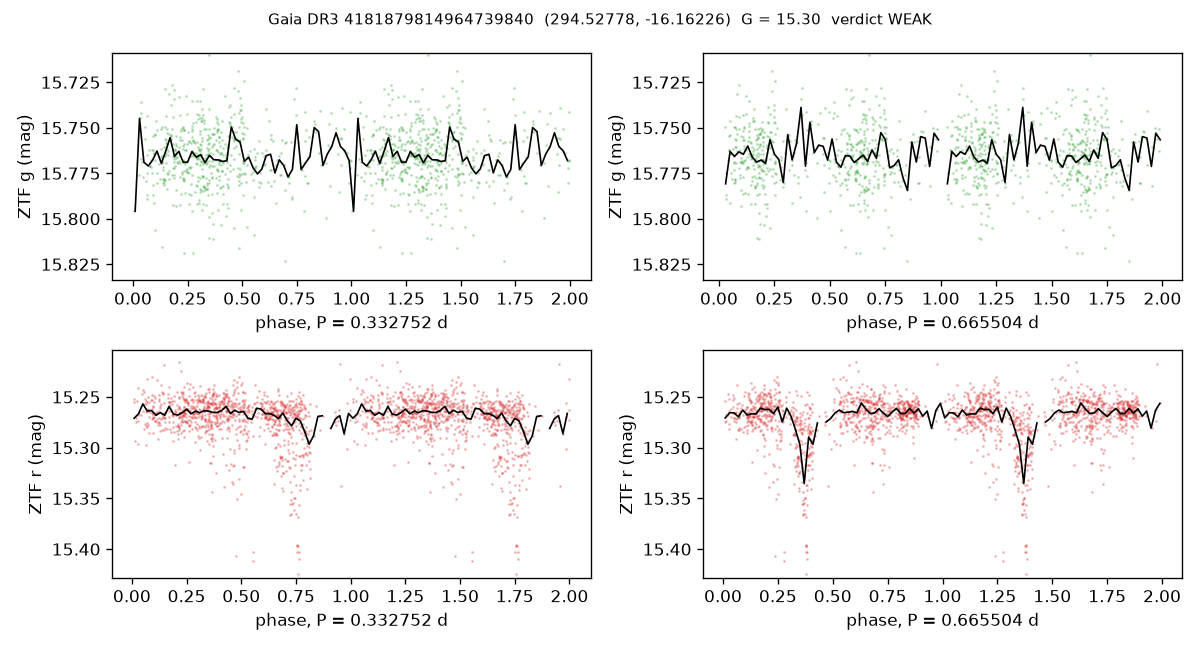 Gaia DR3 4181879814964739840 (294.52778, -16.16226) G = 15.30 verdict WEAK
ZTF g (mag)
15.725
15.750
15.775
15.800
15.825
0.00 0.25 0.50 0.75 1.00 1.25 1.50 1.75 2.00
phase, P = 0.332752 d
ZTF g (mag)
15.725
15.750
15.775
15.800
15.825
0.00 0.25 0.50 0.75 1.00 1.25 1.50 1.75 2.00
phase, P = 0.665504 d
ZTF r (mag)
15.25
15.30
15.35
15.40
0.00 0.25 0.50 0.75 1.00 1.25 1.50 1.75 2.00
phase, P = 0.332752 d
ZTF r (mag)
15.25
15.30
15.35
15.40
0.00 0.25 0.50 0.75 1.00 1.25 1.50 1.75 2.00
phase, P = 0.665504 d